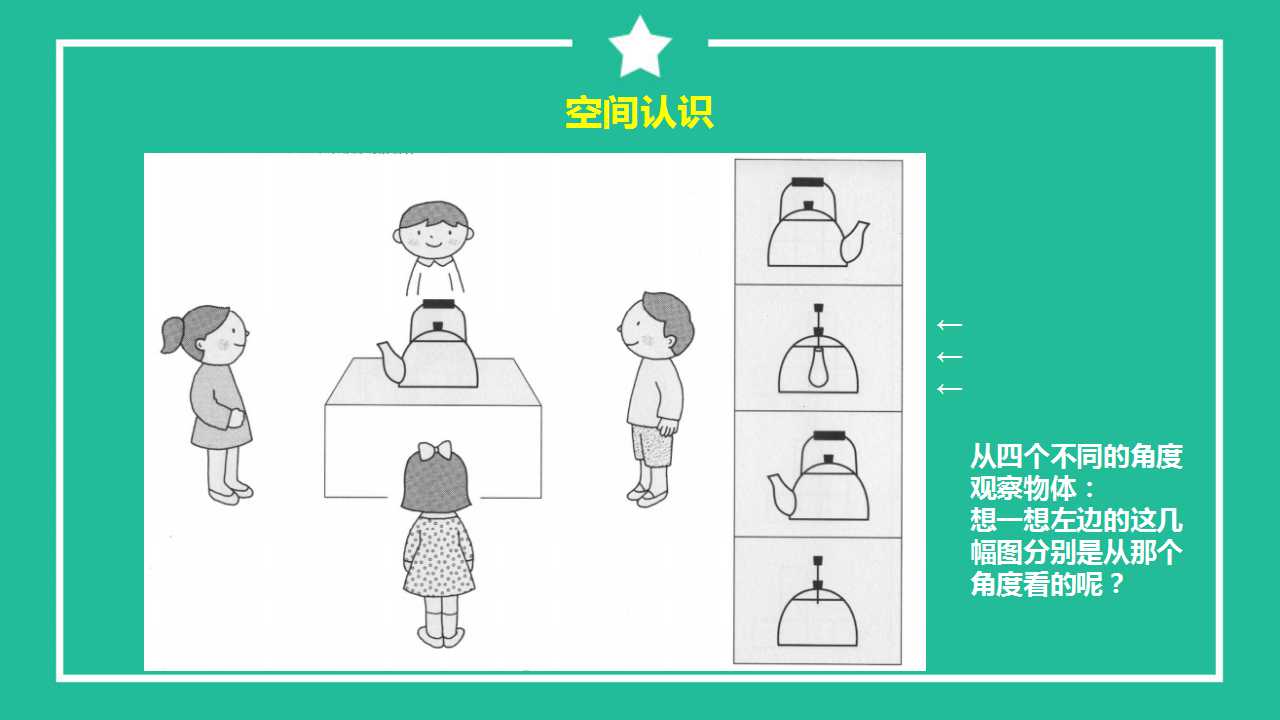 空间认识
←
←
←
从四个不同的角度
观察物体：
想一想左边的这几
幅图分别是从那个
角度看的呢？